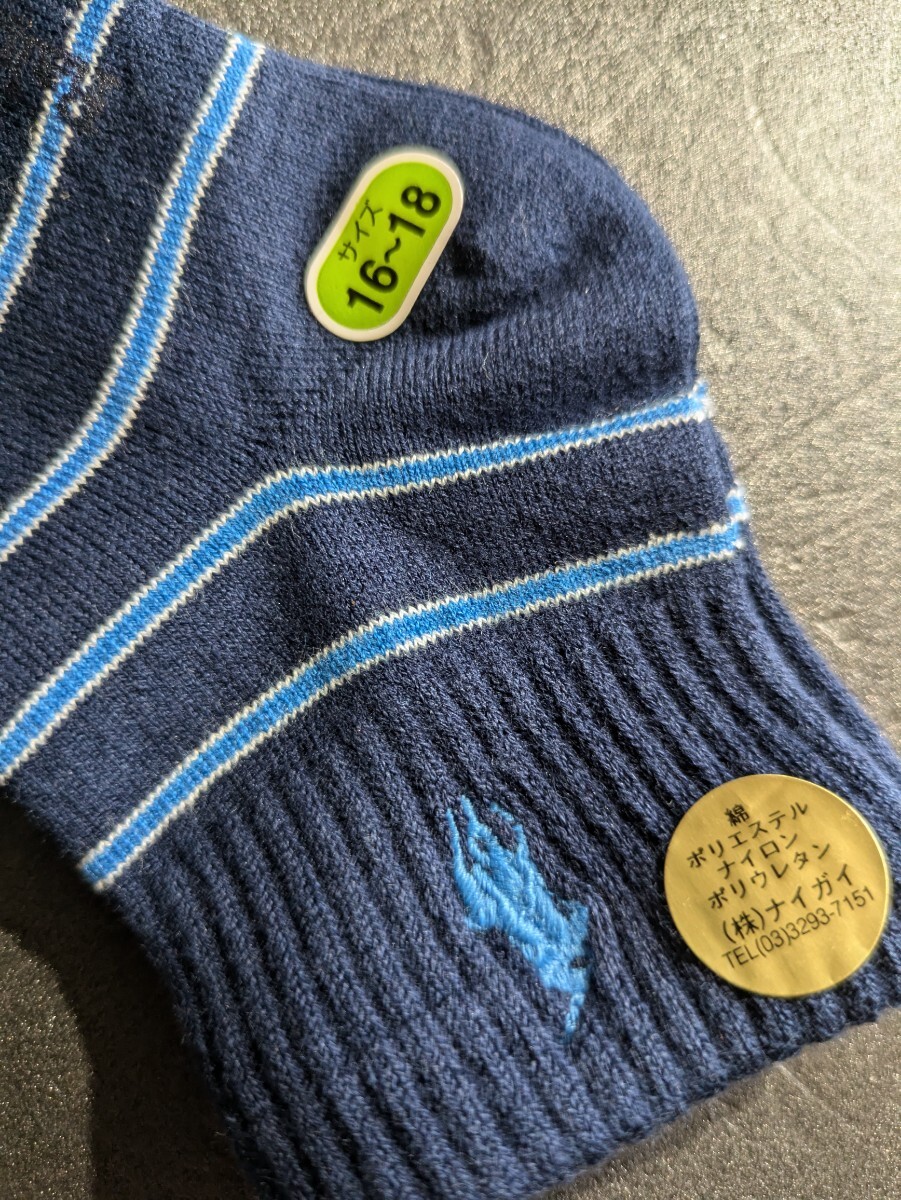 サイズ
16~18
綿
ポリエステル
ナイロン
ポリウレタン
(株)ナイガイ
TEL(03)3293-7151